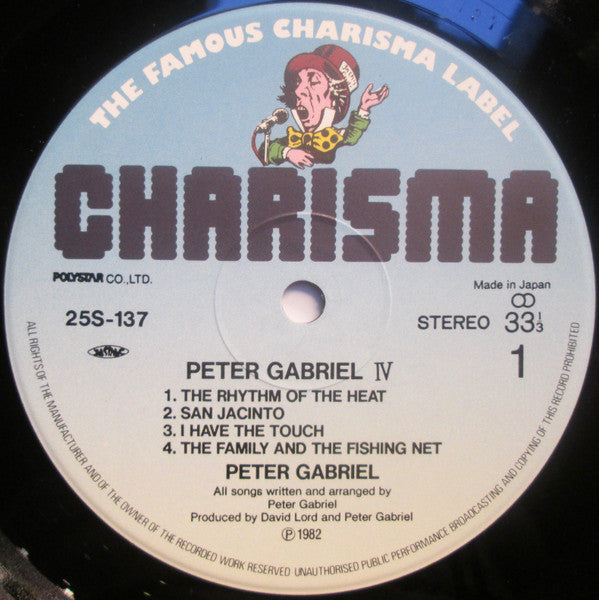 THE FAMOUS CHARISMA LABEL
CHARISMA
POLYSTAR CO.,LTD.
Made in Japan
25S-137
STEREO 33 1/3
1
PETER GABRIEL IV
1. THE RHYTHM OF THE HEAT
2. SAN JACINTO
3. I HAVE THE TOUCH
4. THE FAMILY AND THE FISHING NET
PETER GABRIEL
All songs written and arranged by
Peter Gabriel
Produced by David Lord and Peter Gabriel
Ⓟ 1982
ALL RIGHTS OF THE MANUFACTURER AND OF THE OWNER OF THE RECORDED WORK RESERVED UNAUTHORISED PUBLIC PERFORMANCE BROADCASTING AND COPYING OF THIS RECORD PROHIBITED